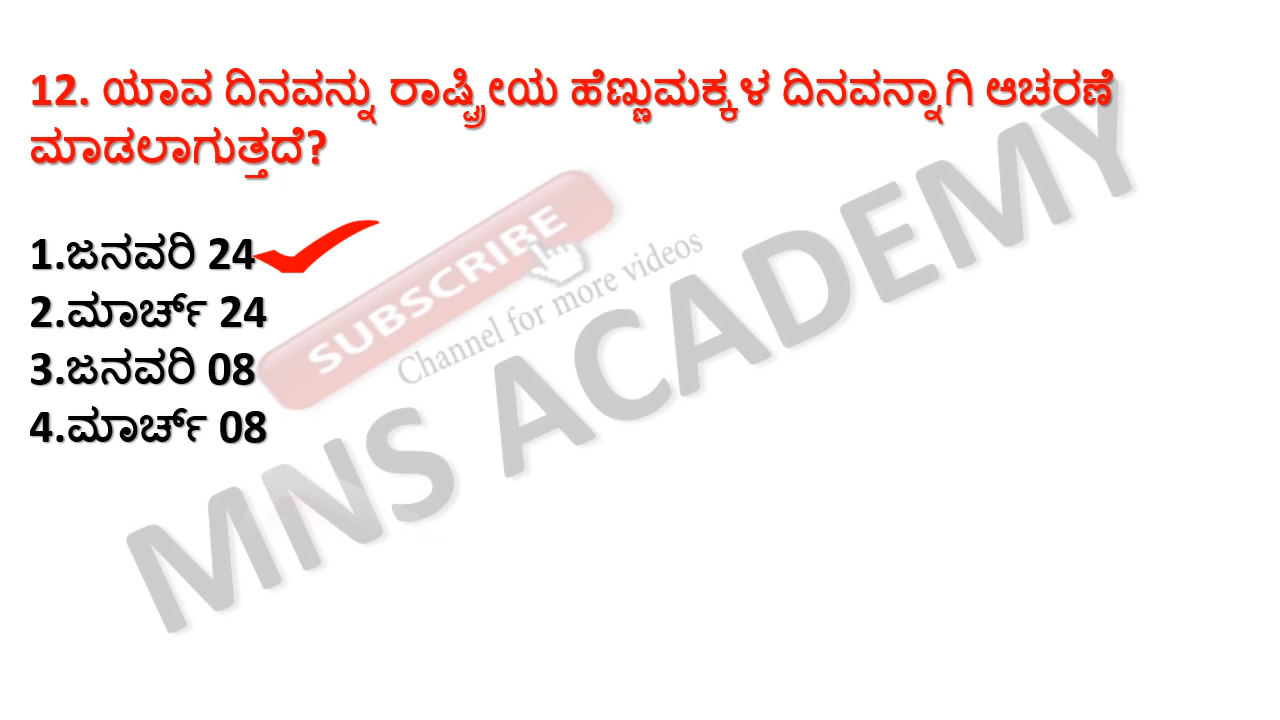 12. ಯಾವ ದಿನವನ್ನು ರಾಷ್ಟ್ರೀಯ ಹೆಣ್ಣುಮಕ್ಕಳ ದಿನವನ್ನಾಗಿ ಆಚರಣೆ
ಮಾಡಲಾಗುತ್ತದೆ?
1.ಜನವರಿ 24
2.ಮಾರ್ಚ್ 24
3.ಜನವರಿ 08
4.ಮಾರ್ಚ್ 08
SUBSCRIBE
Channel for more videos
MNS ACADEMY